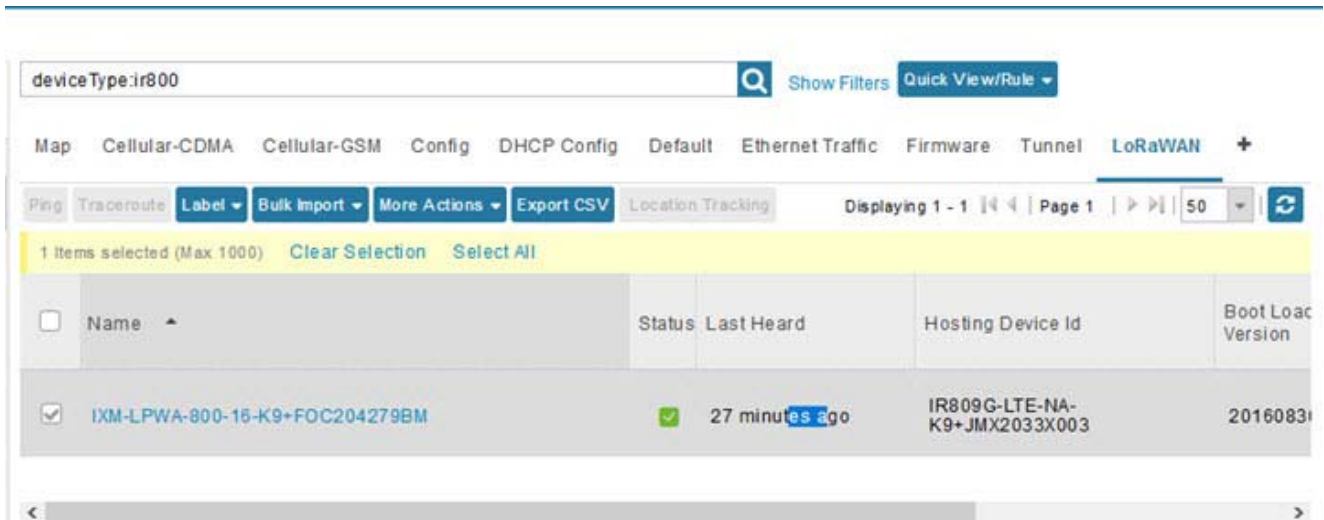 deviceType:ir800 Show Filters Quick View/Rule
Map Cellular-CDMA Cellular-GSM Config DHCP Config Default Ethernet Traffic Firmware Tunnel LoRaWAN +
Ping Traceroute Label Bulk Import More Actions Export CSV Location Tracking Displaying 1 - 1 | Page 1 | 50
1 Items selected (Max 1000) Clear Selection Select All
Name Status Last Heard Hosting Device Id Boot Load
Version
IXM-LPWA-800-16-K9+FOC204279BM 27 minutes ago IR809G-LTE-NA-
K9+JMX2033X003 2016083